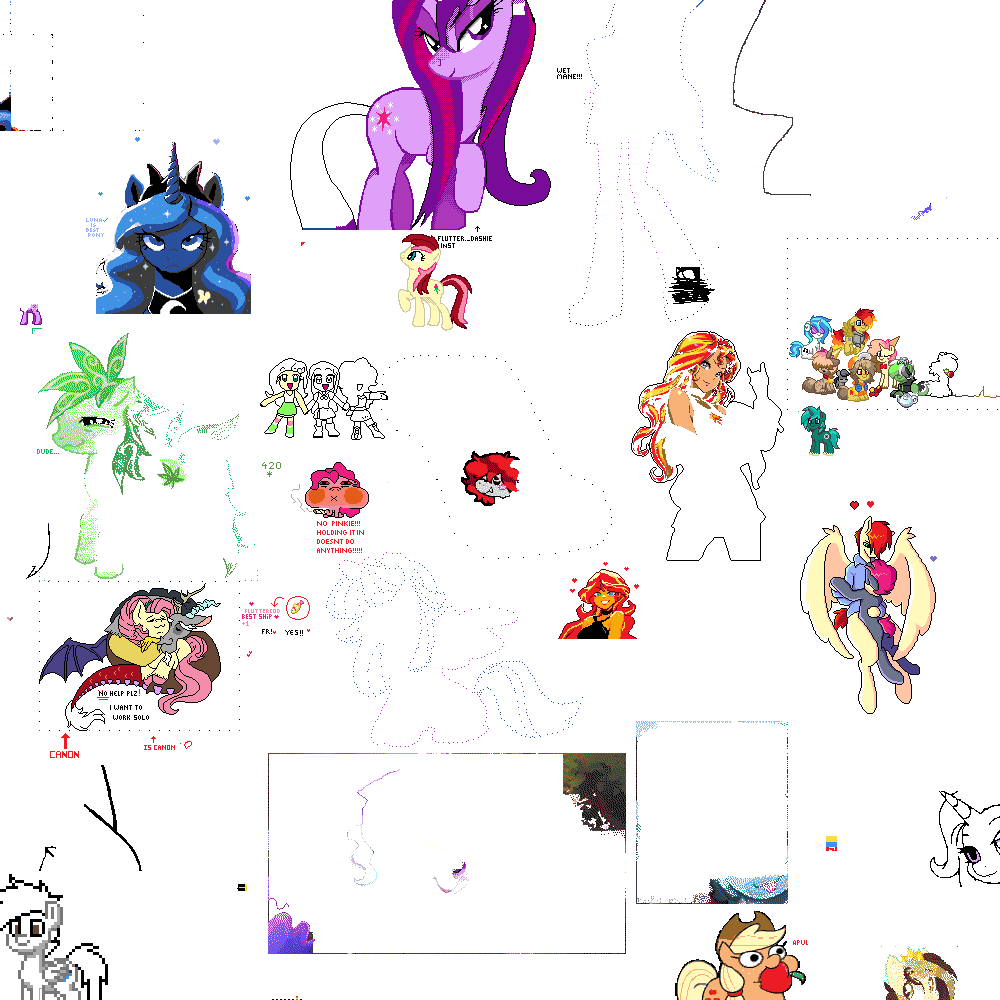 WET
MANE!!!
LUNA
IS
BEST
PONY
FLUTTER...DASHIE
INST
DUDE...
420
*
NO PINKIE!!!
HOLDING IT IN
DOESNT DO
ANYTHING!!!!!
BEST SHIP
+1
FR!
YES!!
NO HELP PLZ!
I WANT TO
WORK SOLO
CANON
IS CANON
APUL